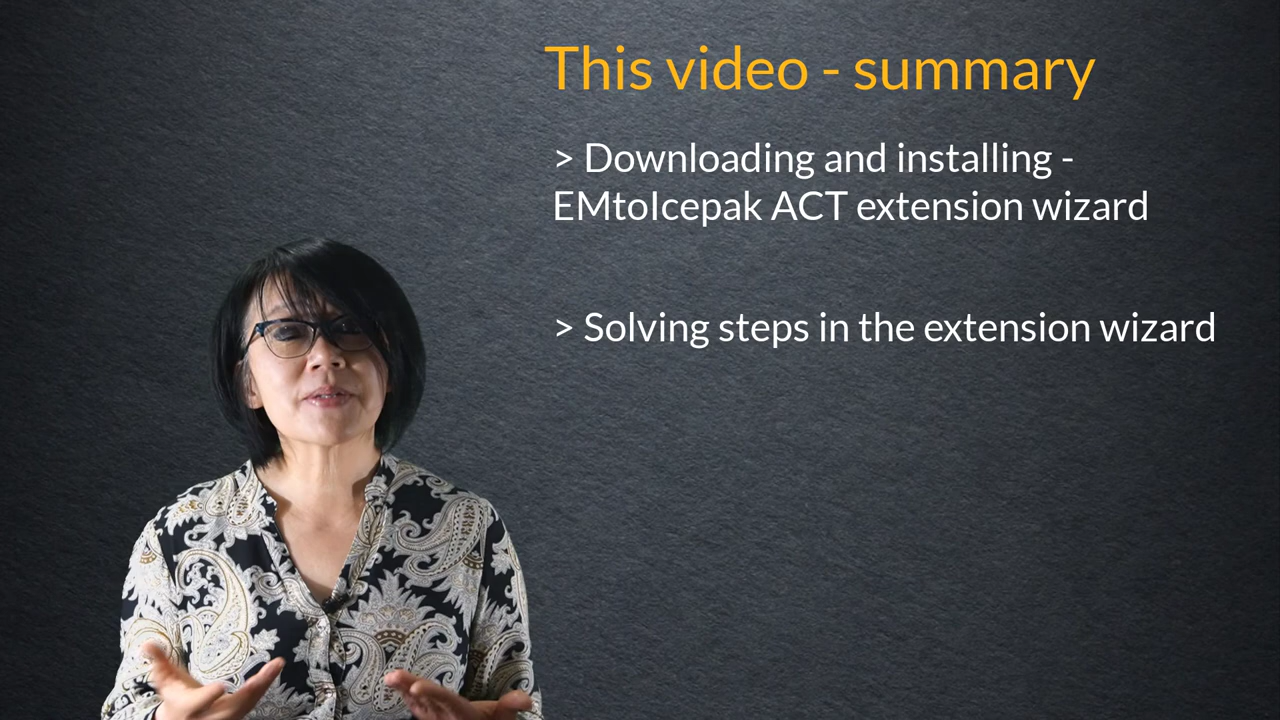 This video - summary
> Downloading and installing -
EMtoIcepak ACT extension wizard
> Solving steps in the extension wizard